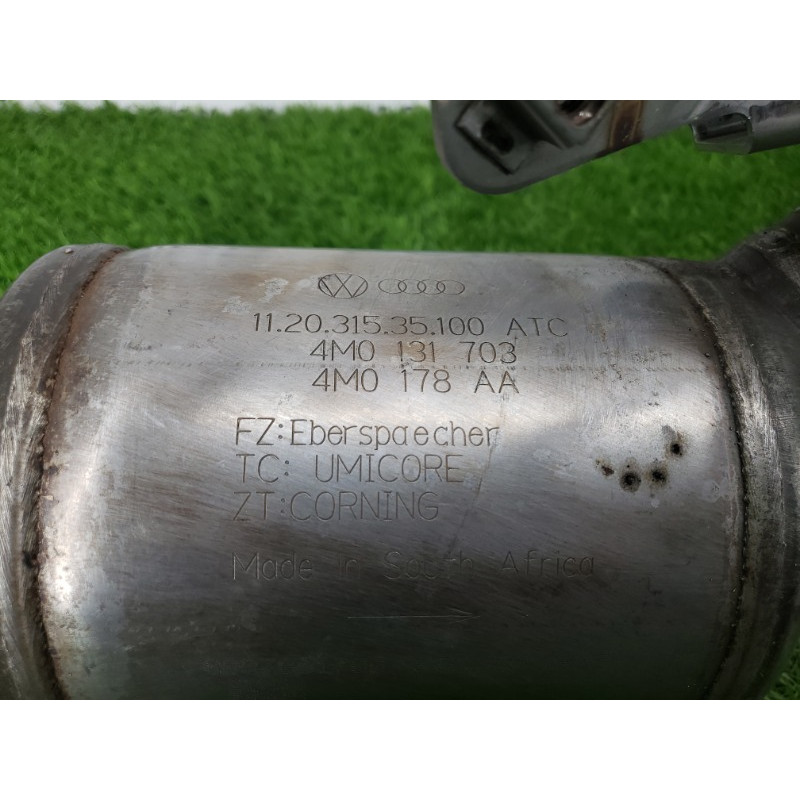 11.20.315.35.100 ATC
4M0 131 703
4M0 178 AA
FZ:Eberspaecher
TC: UMICORE
ZT:CORNING
Made in South Africa